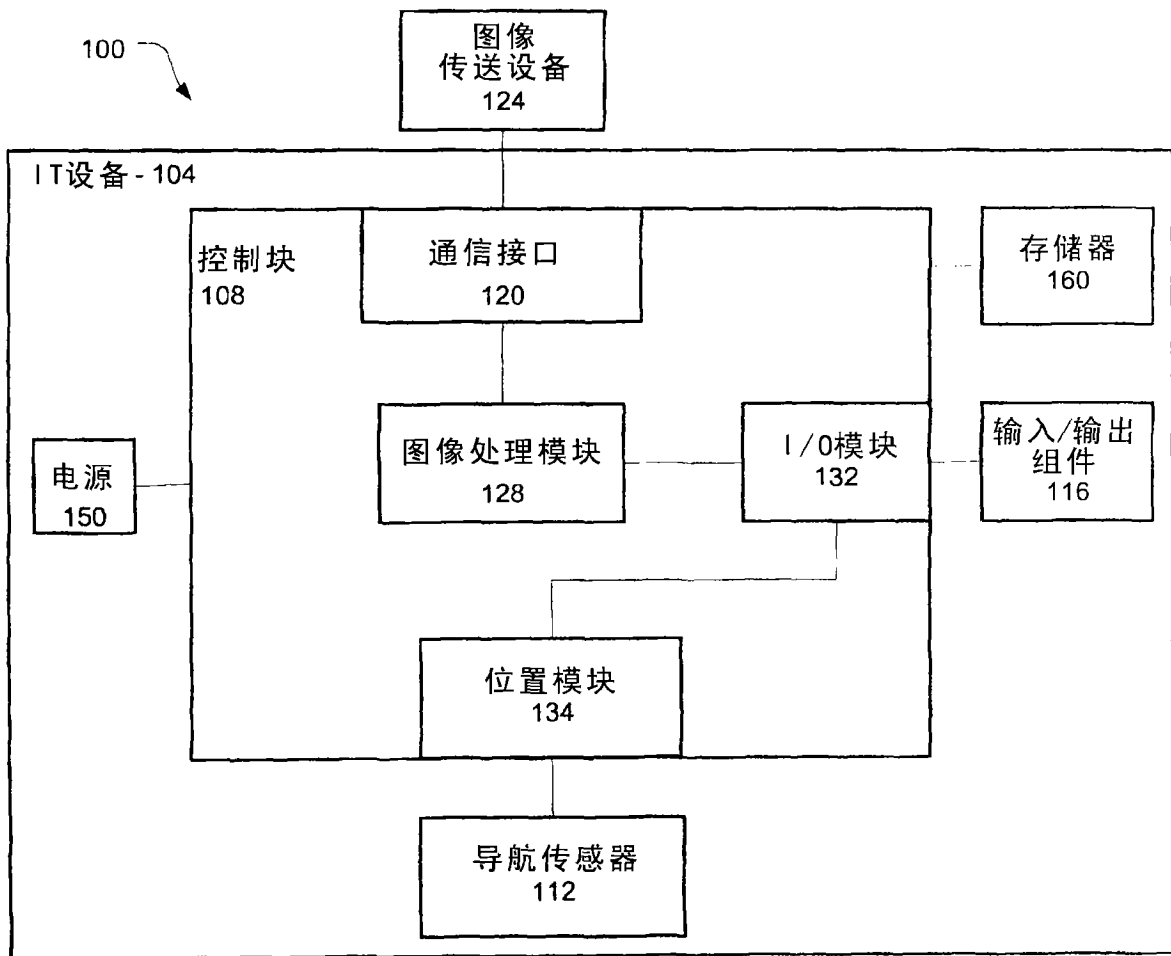 100
图像
传送设备
124
IT设备-104
控制块
108
通信接口
120
存储器
160
电源
150
图像处理模块
128
I/O模块
132
输入/输出
组件
116
位置模块
134
导航传感器
112